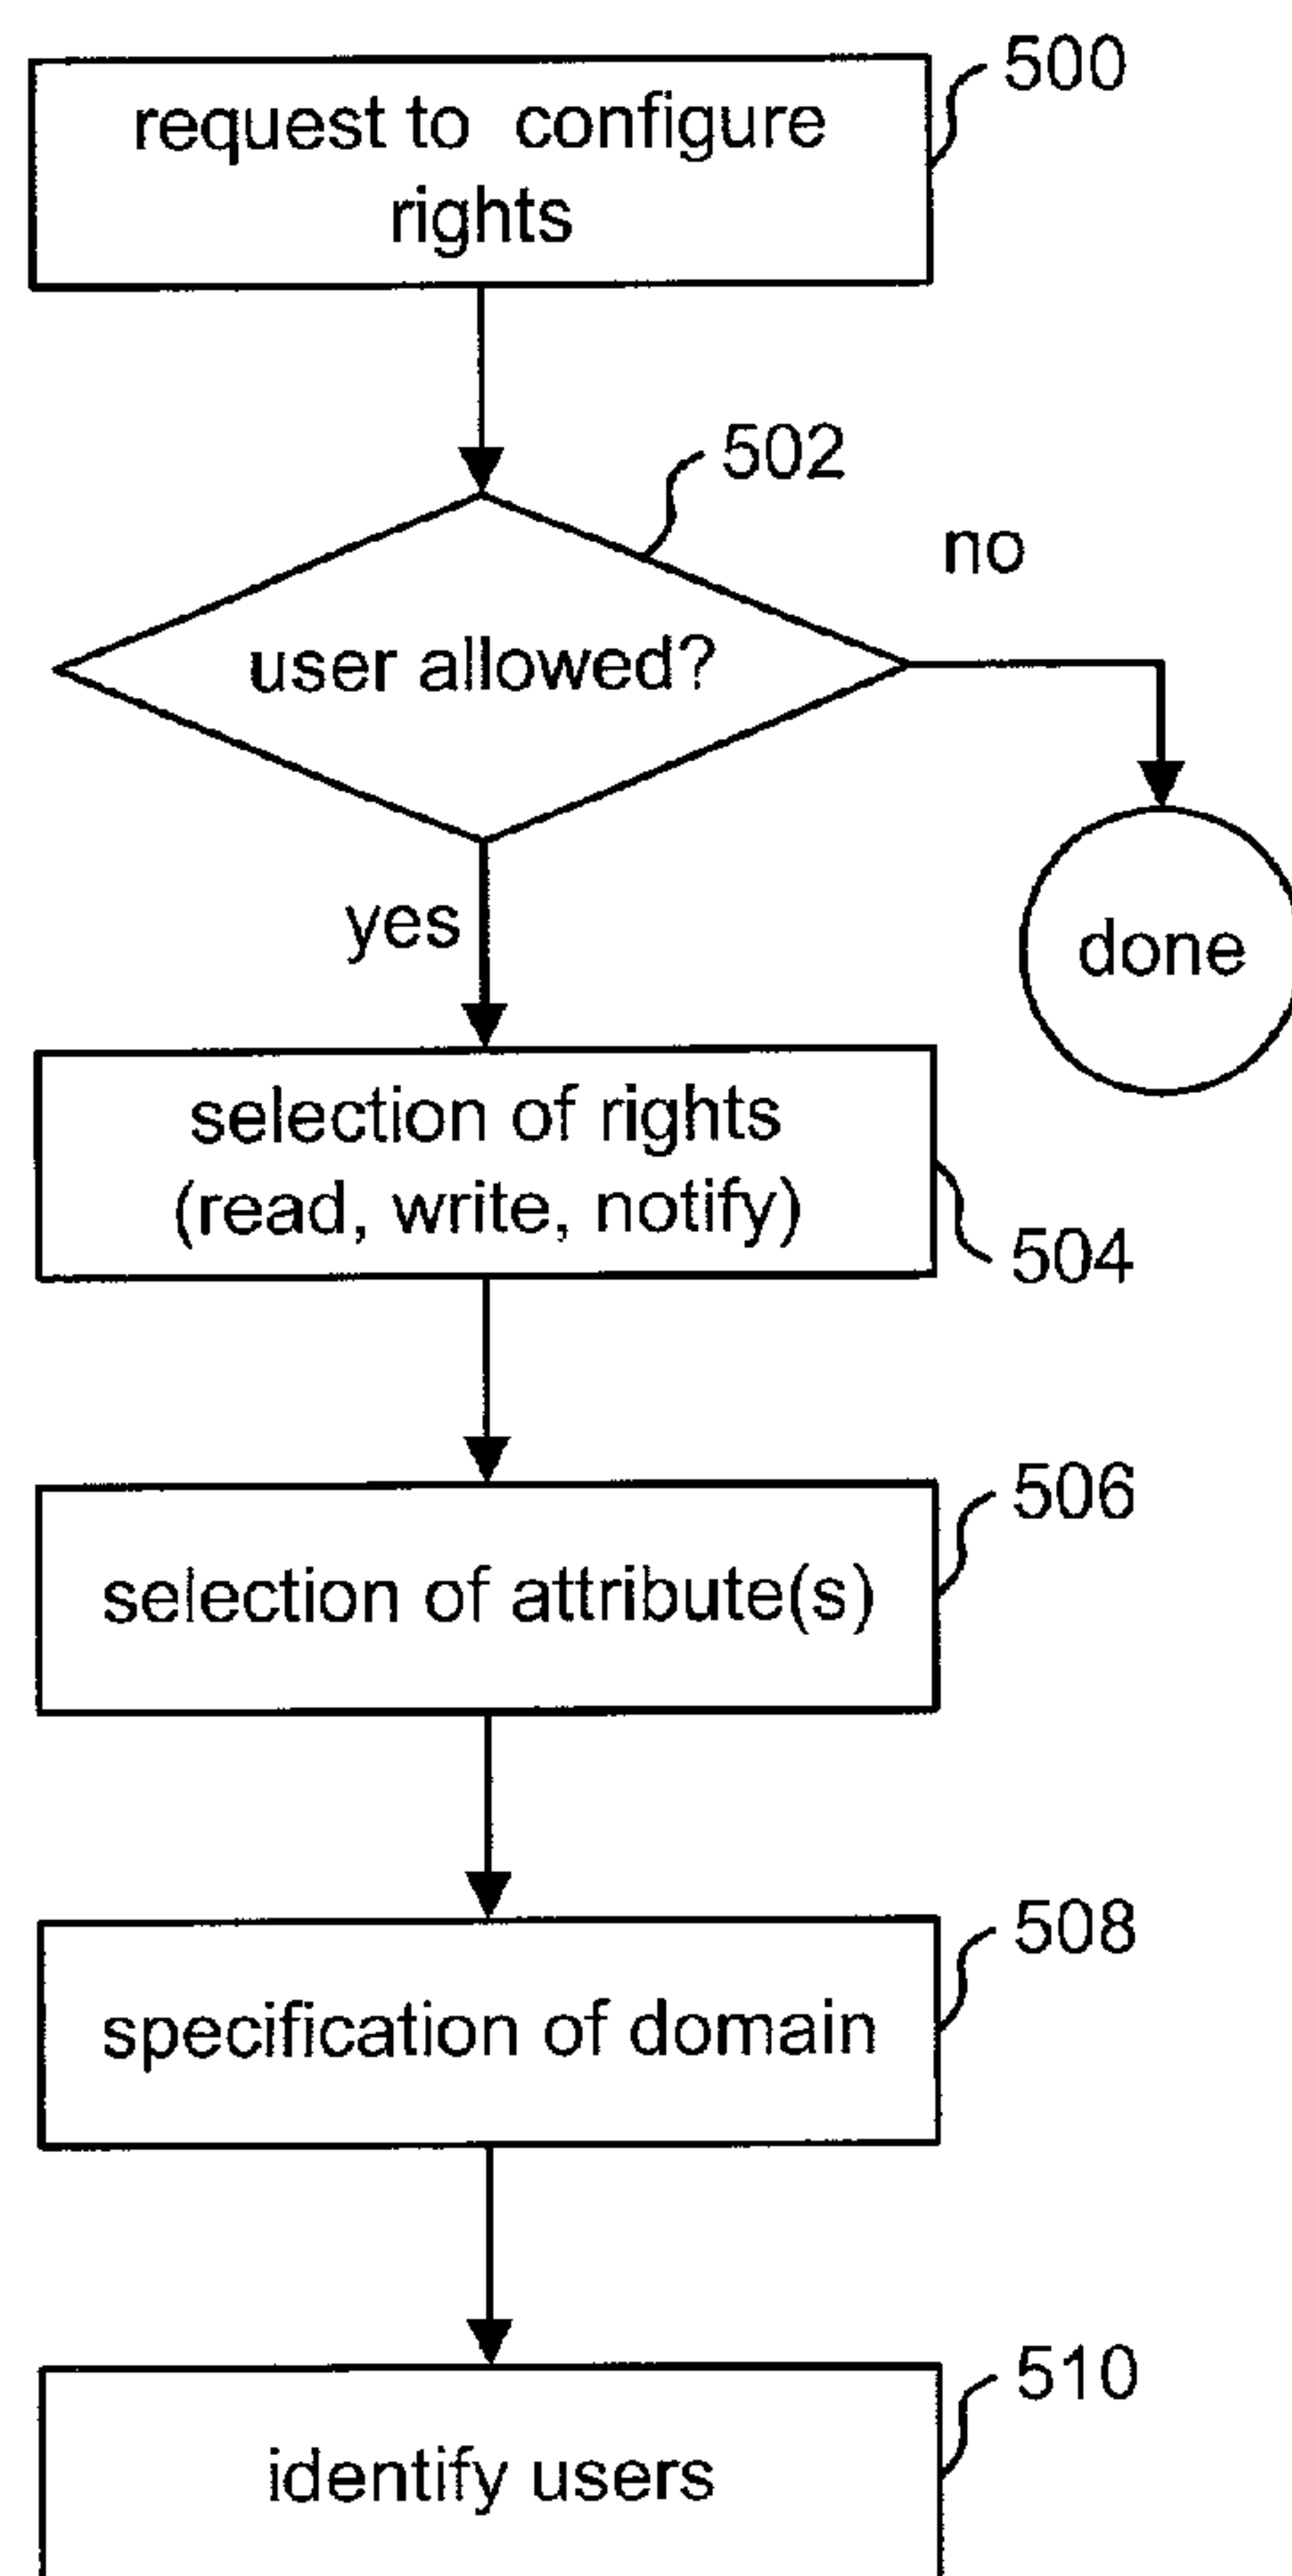 500
request to configure
rights
502
no
user allowed?
yes
done
selection of rights
(read, write, notify)
504
506
selection of attribute(s)
508
specification of domain
510
identify users